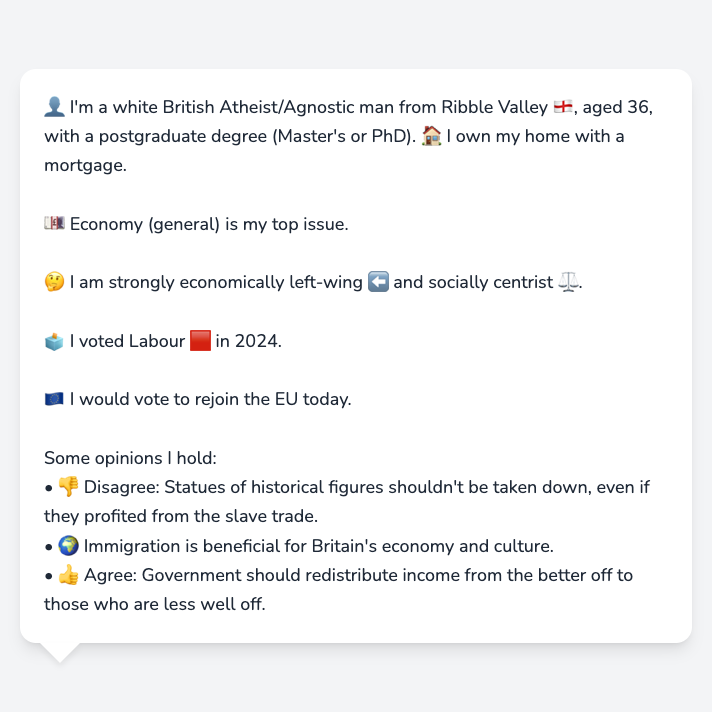 👤 I'm a white British Atheist/Agnostic man from Ribble Valley 🏴󠁧󠁢󠁥󠁮󠁧󠁿, aged 36,
with a postgraduate degree (Master's or PhD). 🏠 I own my home with a
mortgage.
💷 Economy (general) is my top issue.
🤔 I am strongly economically left-wing ⬅️ and socially centrist ⚖️.
🗳️ I voted Labour 🟥 in 2024.
🇪🇺 I would vote to rejoin the EU today.
Some opinions I hold:
• 👎 Disagree: Statues of historical figures shouldn't be taken down, even if
they profited from the slave trade.
• 🌍 Immigration is beneficial for Britain's economy and culture.
• 👍 Agree: Government should redistribute income from the better off to
those who are less well off.